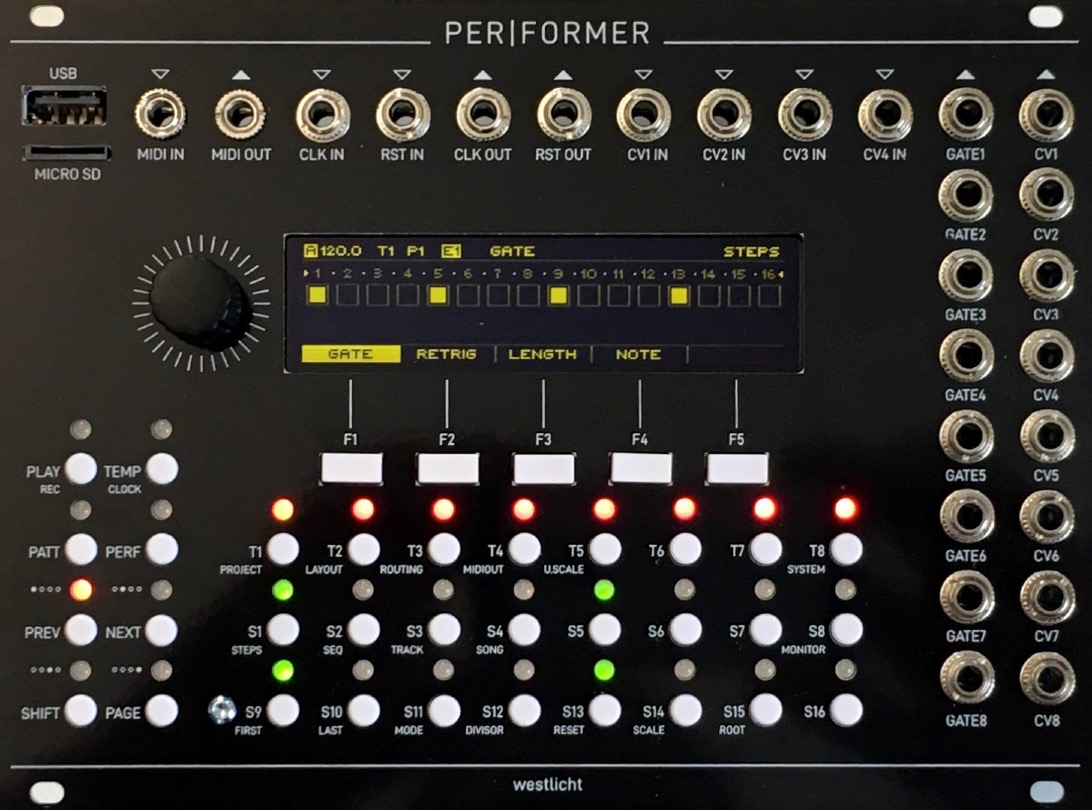 PER|FORMER
USB
MIDI IN MIDI OUT CLK IN RST IN CLK OUT RST OUT CV1 IN CV2 IN CV3 IN CV4 IN GATE1 CV1
MICRO SD
GATE2 CV2
A 120.0 T1 P1 E1 GATE STEPS
1 2 3 4 5 6 7 8 9 10 11 12 13 14 15 16
GATE3 CV3
GATE RETRIG LENGTH NOTE
GATE4 CV4
F1 F2 F3 F4 F5
PLAY TEMP
REC CLOCK
GATE5 CV5
PATT PERF T1 T2 T3 T4 T5 T6 T7 T8
GATE6 CV6
PROJECT LAYOUT ROUTING MIDIOUT U.SCALE SYSTEM
PREV NEXT S1 S2 S3 S4 S5 S6 S7 S8
GATE7 CV7
STEPS SEQ TRACK SONG MONITOR
SHIFT PAGE S9 S10 S11 S12 S13 S14 S15 S16
GATE8 CV8
FIRST LAST MODE DIVISOR RESET SCALE ROOT
westlicht